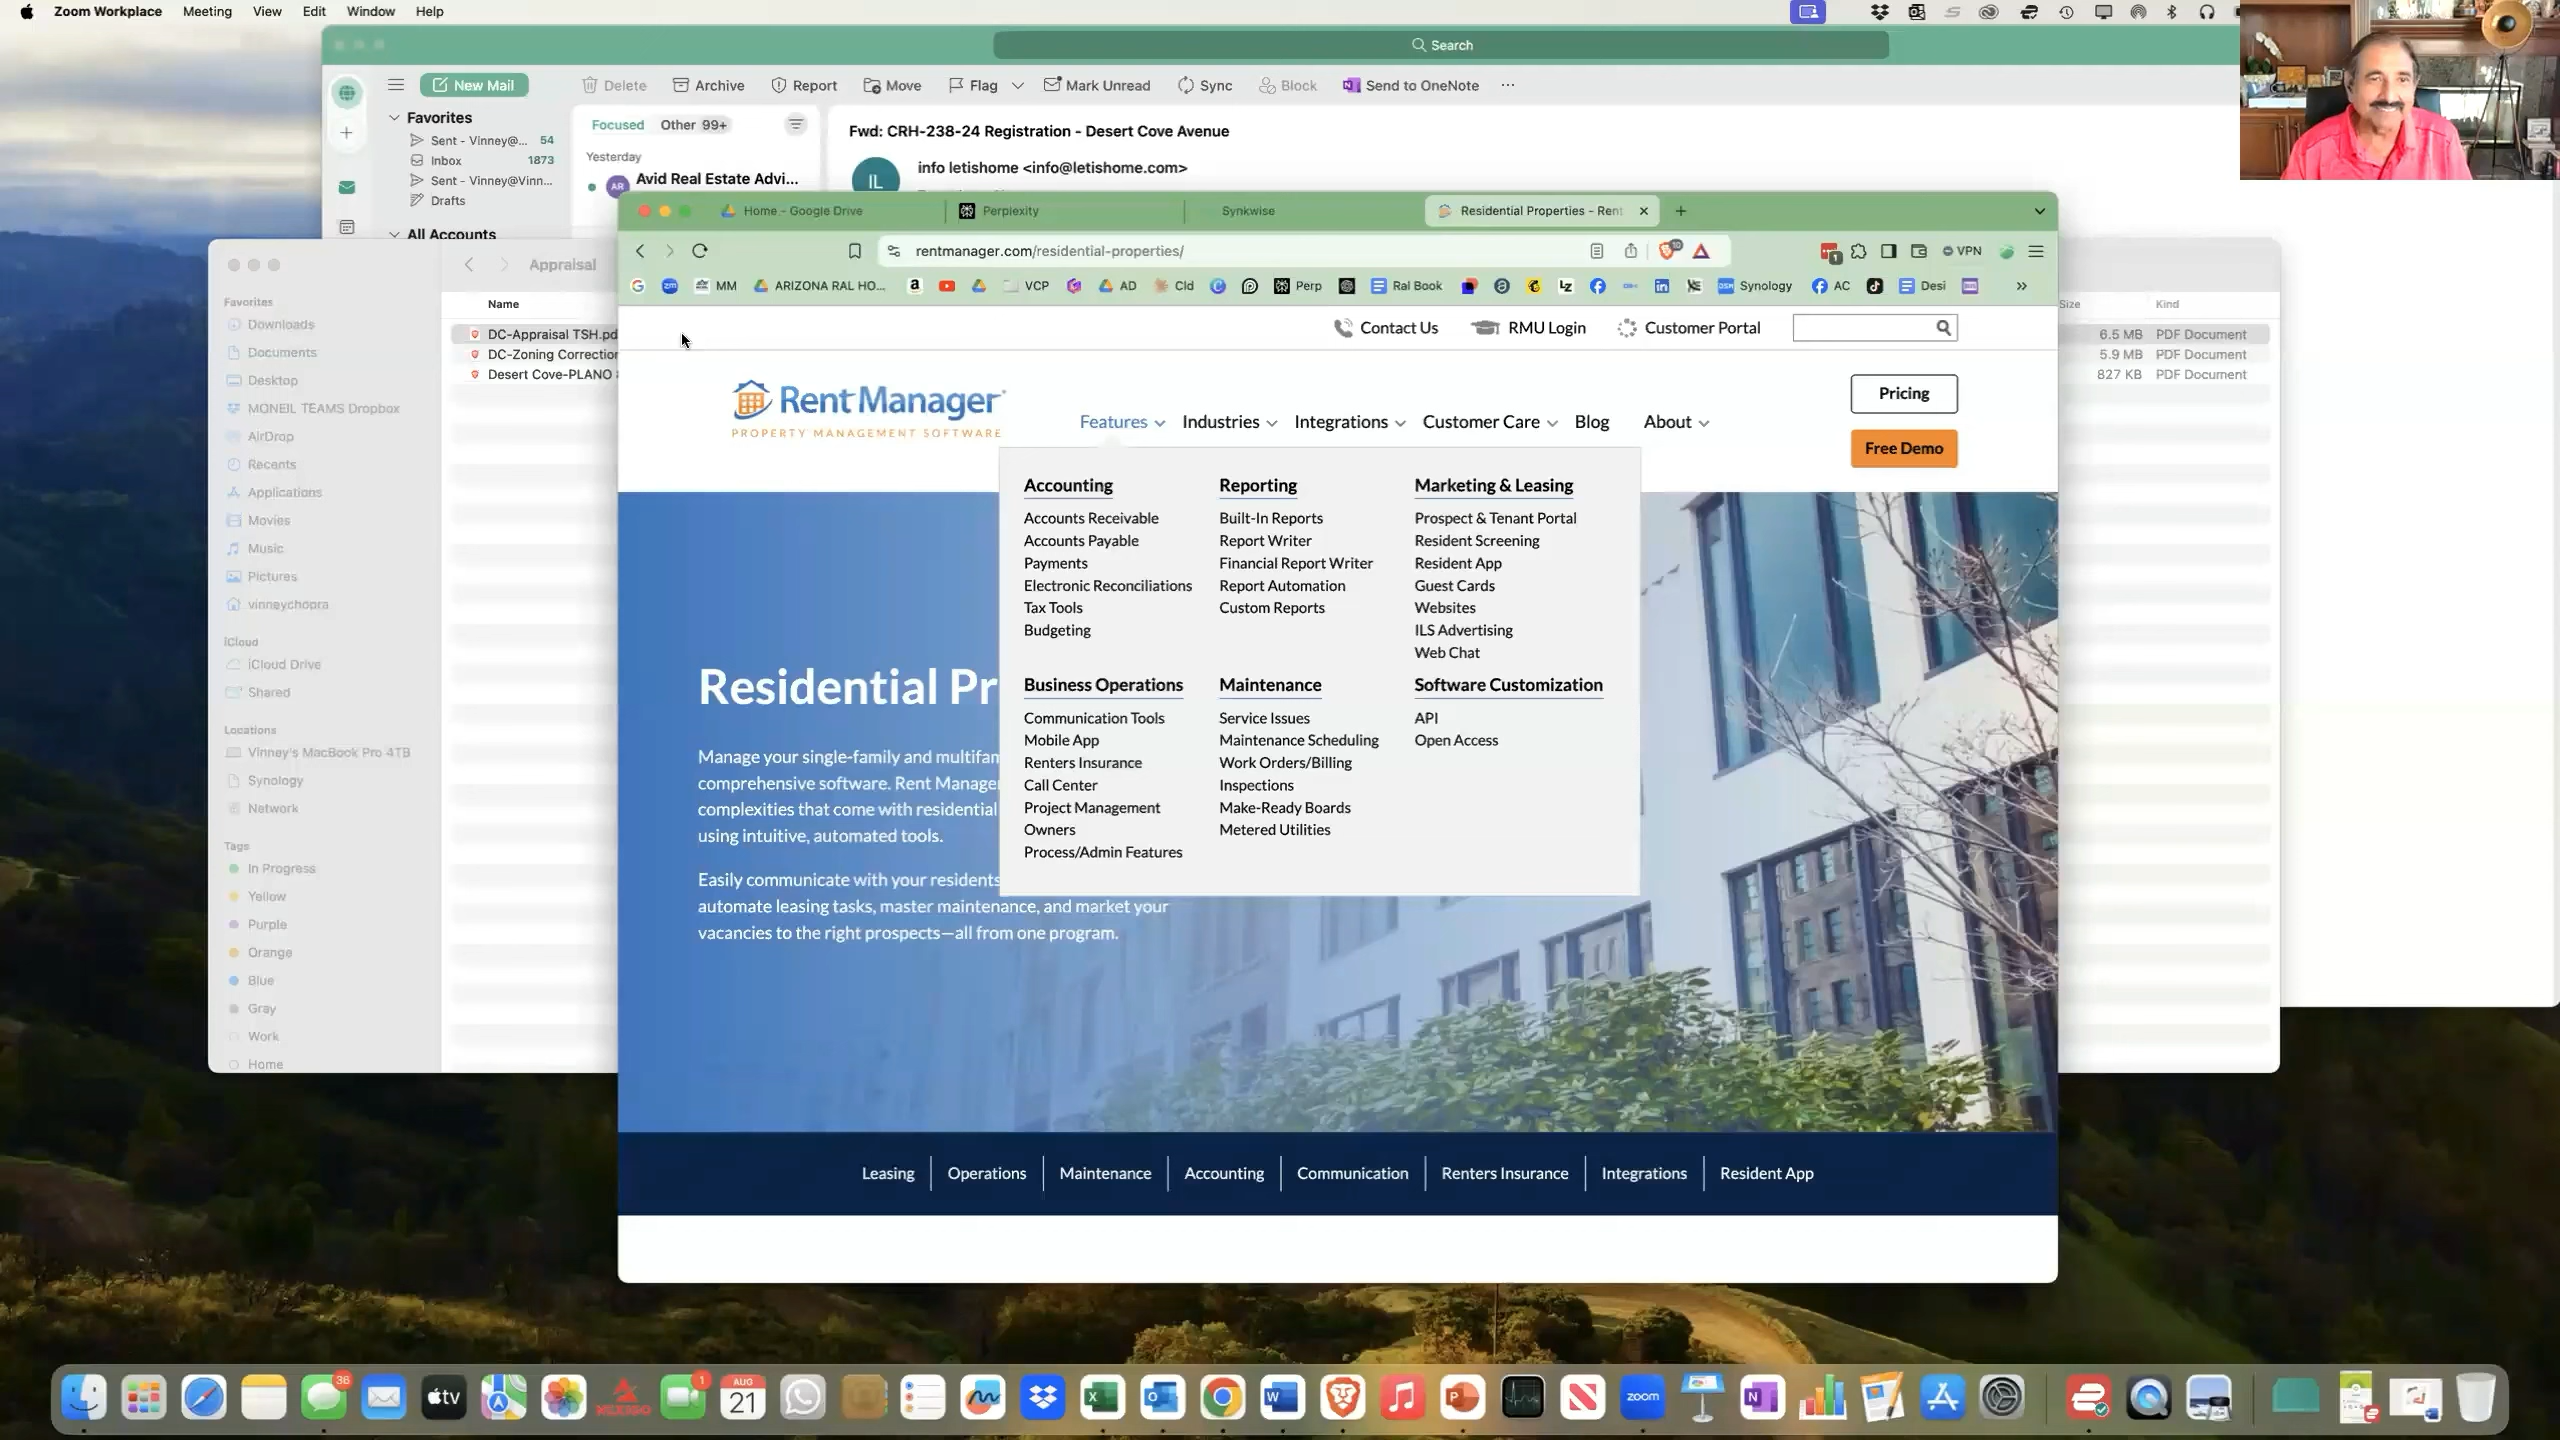 Zoom Workplace Meeting View Edit Window Help
Search
New Mail Delete Archive Report Move Flag Mark Unread Sync Block Send to OneNote
Favorites
Sent - Vinney@... 54
Inbox 1873
Sent - Vinney@Vinn...
Drafts
All Accounts
Focused Other 99+
Yesterday
AR Avid Real Estate Advi...
Fwd: CRH-238-24 Registration - Desert Cove Avenue
IL info letishome <info@letishome.com>
Home - Google Drive Perplexity Synkwise Residential Properties - Rent
rentmanager.com/residential-properties/
VPN
MM ARIZONA RAL HO... VCP AD Cld Perp Ral Book Synology AC Desi
Contact Us RMU Login Customer Portal
Rent Manager
PROPERTY MANAGEMENT SOFTWARE
Features Industries Integrations Customer Care Blog About
Pricing
Free Demo
Accounting
Accounts Receivable
Accounts Payable
Payments
Electronic Reconciliations
Tax Tools
Budgeting
Reporting
Built-In Reports
Report Writer
Financial Report Writer
Report Automation
Custom Reports
Marketing & Leasing
Prospect & Tenant Portal
Resident Screening
Resident App
Guest Cards
Websites
ILS Advertising
Web Chat
Business Operations
Communication Tools
Mobile App
Renters Insurance
Call Center
Project Management
Owners
Process/Admin Features
Maintenance
Service Issues
Maintenance Scheduling
Work Orders/Billing
Inspections
Make-Ready Boards
Metered Utilities
Software Customization
API
Open Access
Residential Pr
Manage your single-family and multifam
comprehensive software. Rent Manager
complexities that come with residential
using intuitive, automated tools.
Easily communicate with your residents
automate leasing tasks, master maintenance, and market your
vacancies to the right prospects—all from one program.
Leasing Operations Maintenance Accounting Communication Renters Insurance Integrations Resident App
Appraisal
Favorites
Downloads
Documents
Desktop
MONEIL TEAMS Dropbox
AirDrop
Recents
Applications
Movies
Music
Pictures
vinneychopra
iCloud
iCloud Drive
Shared
Locations
Vinney's MacBook Pro 4TB
Synology
Network
Tags
In Progress
Yellow
Purple
Orange
Blue
Gray
Work
Home
Name
DC-Appraisal TSH.pd
DC-Zoning Correction
Desert Cove-PLANO
Size Kind
6.5 MB PDF Document
5.9 MB PDF Document
827 KB PDF Document
36
tv
1
AUG
21
zoom